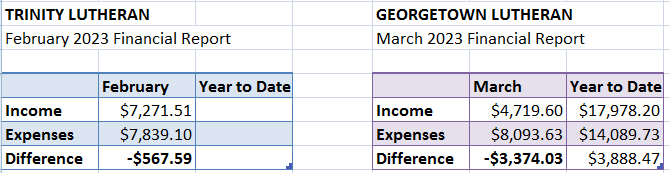 TRINITY LUTHERAN
February 2023 Financial Report
February Year to Date
Income $7,271.51
Expenses $7,839.10
Difference -$567.59
GEORGETOWN LUTHERAN
March 2023 Financial Report
March Year to Date
Income $4,719.60 $17,978.20
Expenses $8,093.63 $14,089.73
Difference -$3,374.03 $3,888.47